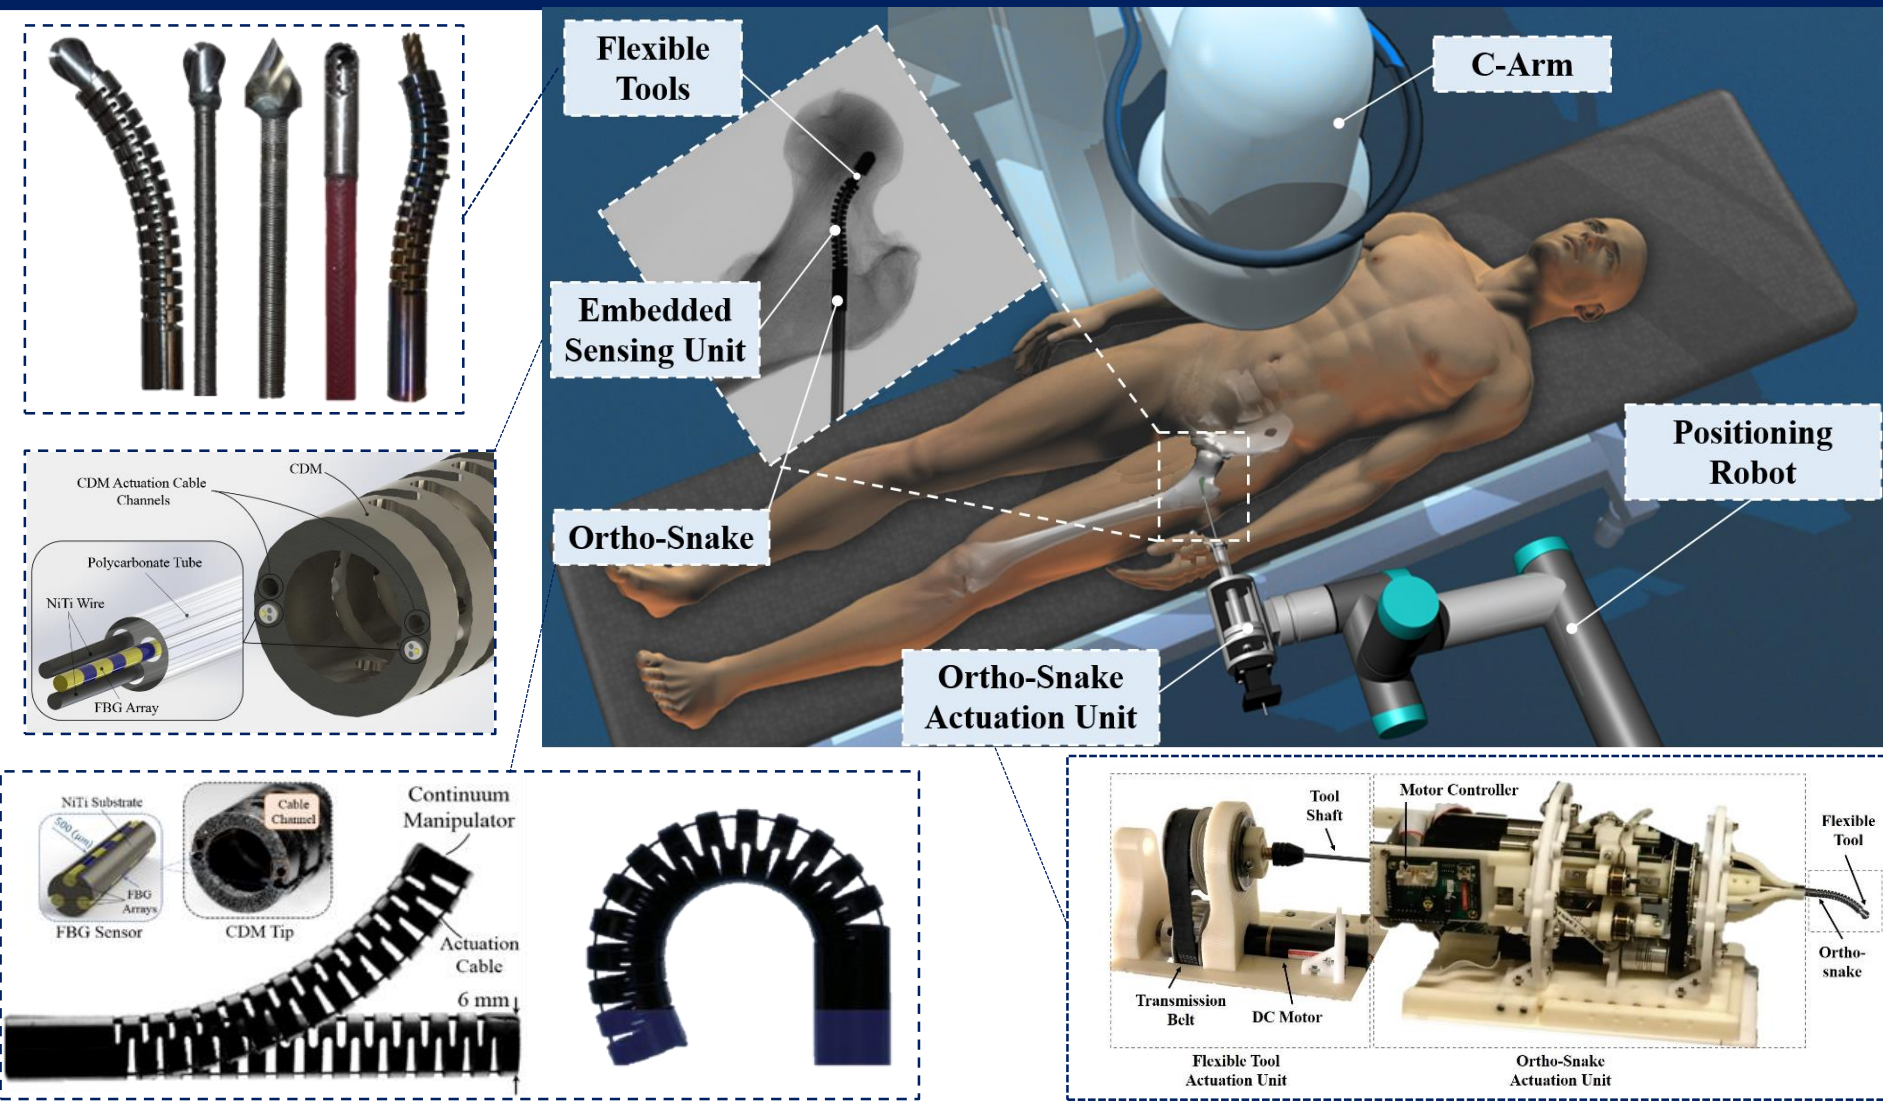 Flexible
Tools
C-Arm
Embedded
Sensing Unit
Ortho-Snake
Positioning
Robot
Ortho-Snake
Actuation Unit
CDM
CDM Actuation Cable
Channels
Polycarbonate Tube
NiTi Wire
FBG Array
NiTi Substrate
500 (μm)
FBG
Arrays
FBG Sensor
Cable
Channel
CDM Tip
Continuum
Manipulator
Actuation
Cable
6 mm
Tool
Shaft
Motor Controller
Flexible
Tool
Ortho-
snake
Transmission
Belt
DC Motor
Flexible Tool
Actuation Unit
Ortho-Snake
Actuation Unit